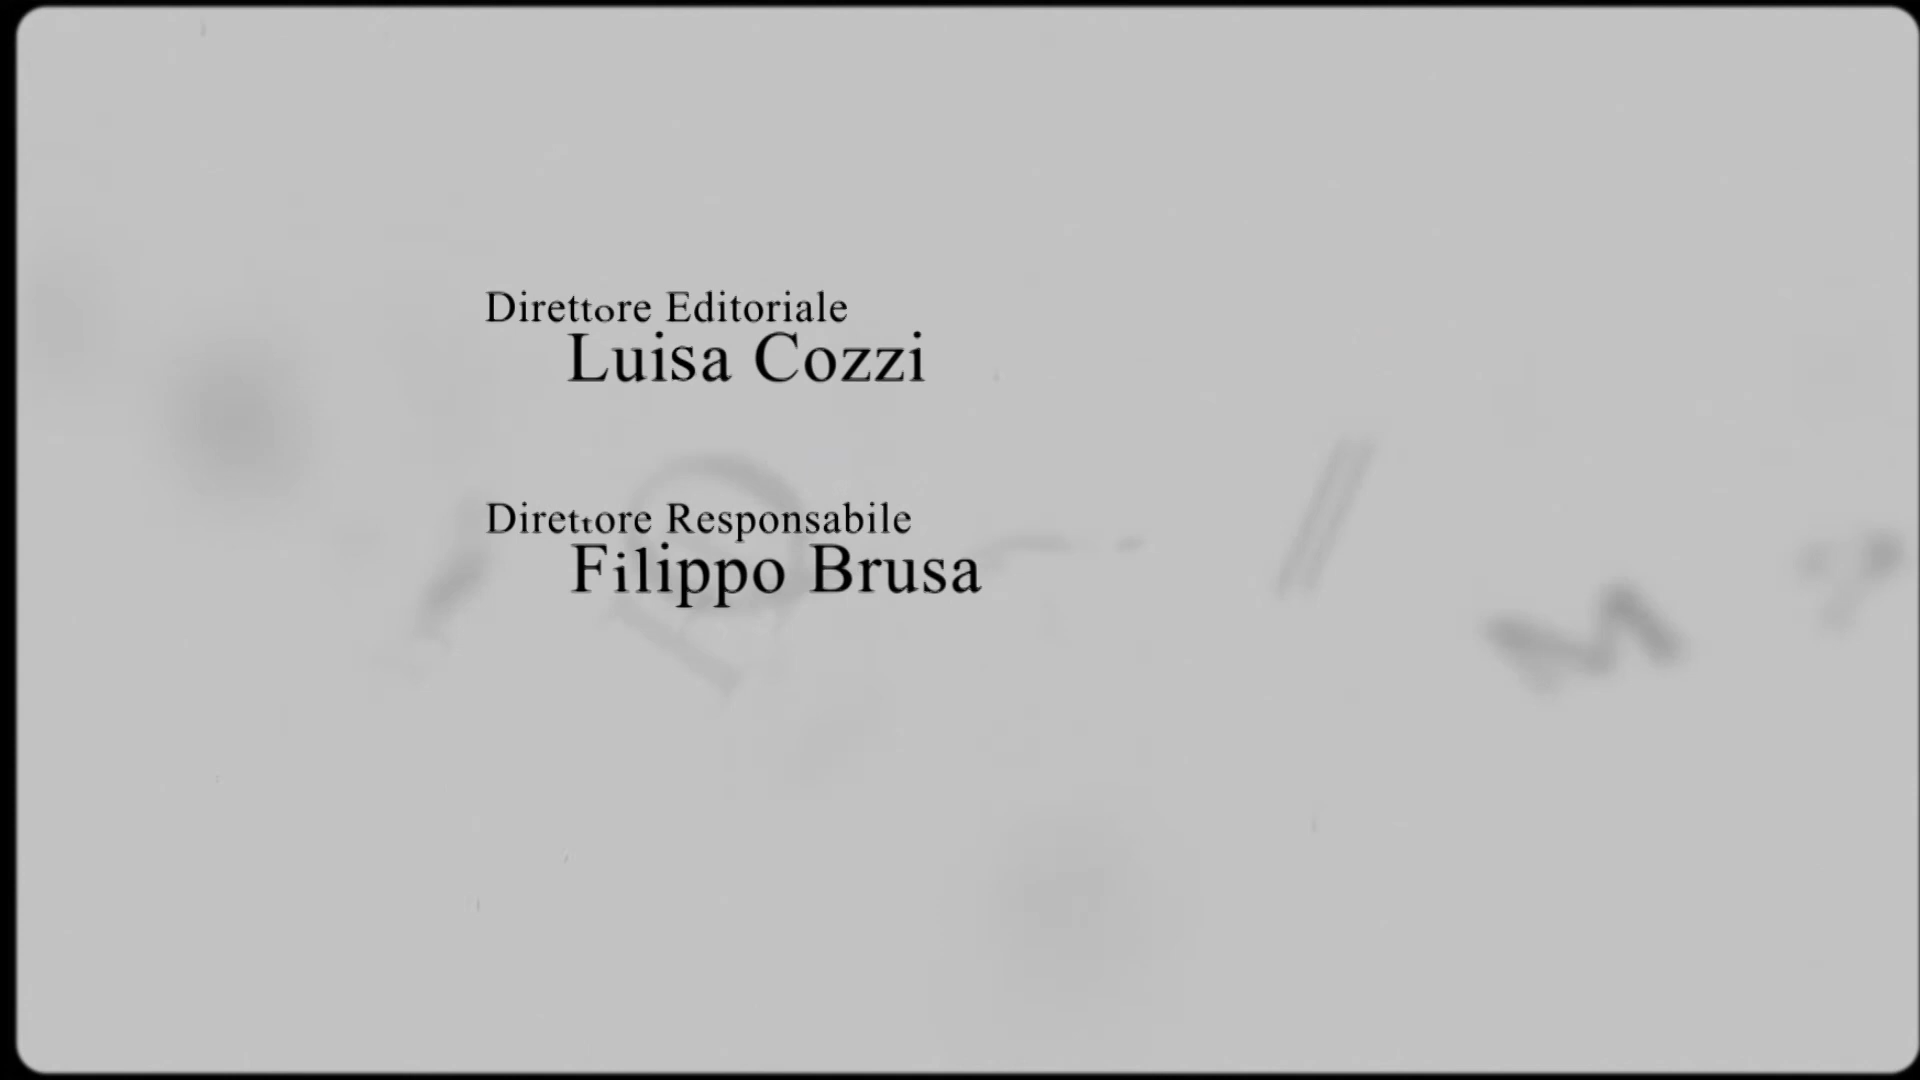 Direttore Editoriale
Luisa Cozzi
Direttore Responsabile
Filippo Brusa